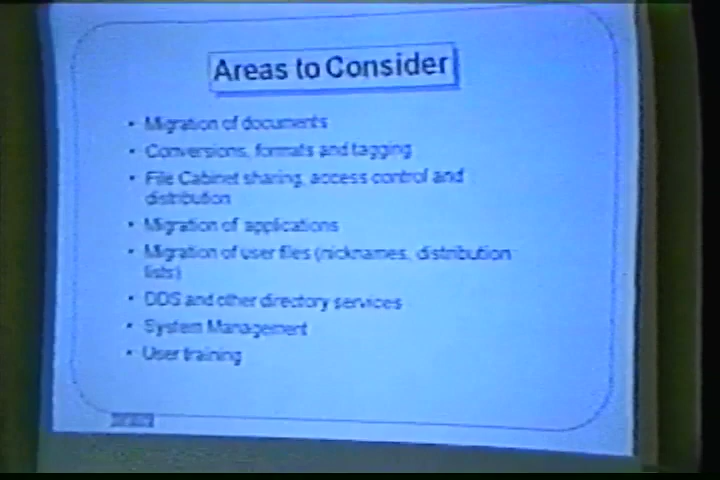 Areas to Consider
• Migration of documents
• Conversions, formats and tagging
• File Cabinet sharing, access control and
distribution
• Migration of applications
• Migration of user files (nicknames, distribution
lists)
• DDS and other directory services
• System Management
• User training